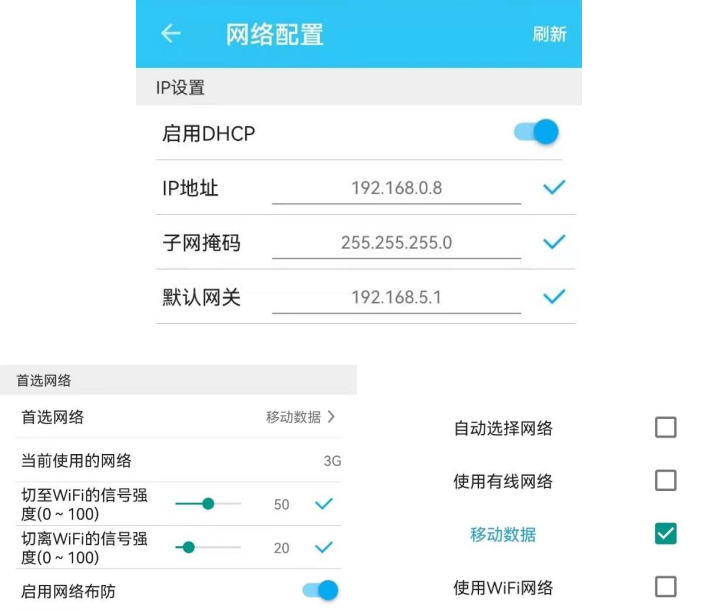 网络配置
刷新
IP设置
启用DHCP
IP地址
192.168.0.8
子网掩码
255.255.255.0
默认网关
192.168.5.1
首选网络
首选网络
移动数据
当前使用的网络
3G
切至WiFi的信号强
度(0~100)
50
切离WiFi的信号强
度(0~100)
20
启用网络布防
自动选择网络
使用有线网络
移动数据
使用WiFi网络